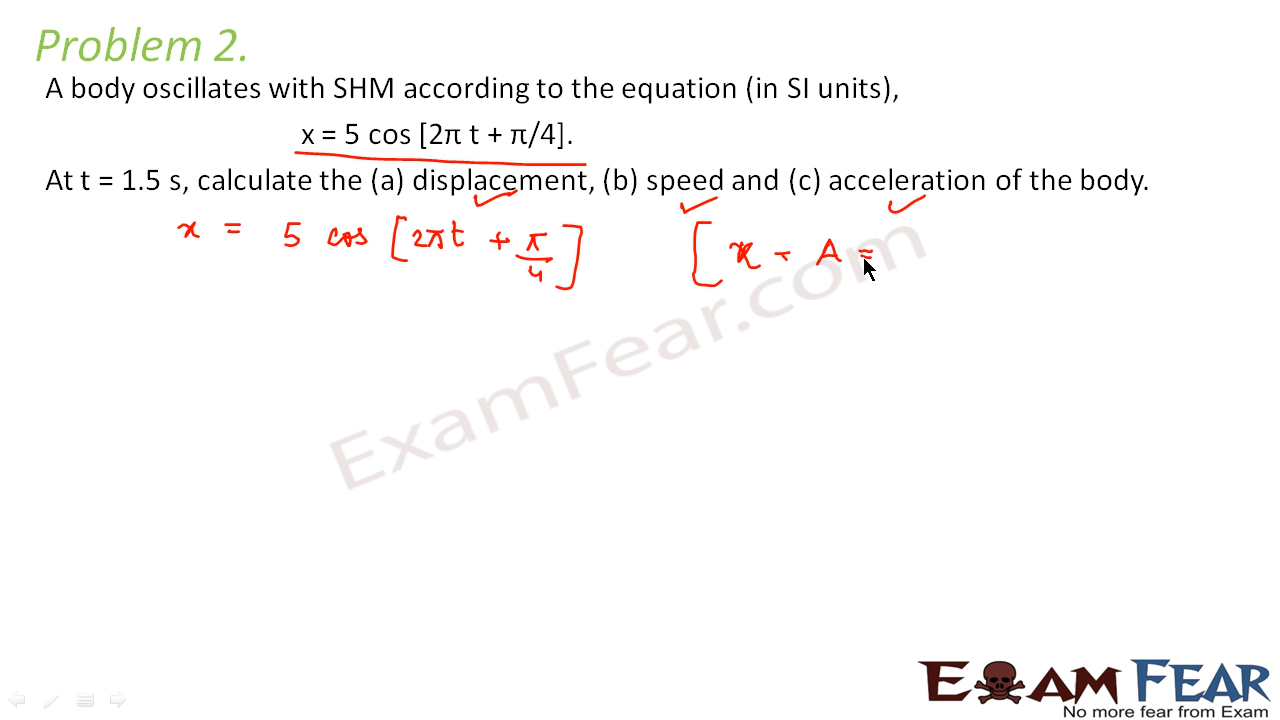 Problem 2.
A body oscillates with SHM according to the equation (in SI units),
x = 5 cos [2π t + π/4].
At t = 1.5 s, calculate the (a) displacement, (b) speed and (c) acceleration of the body.
x = 5 cos [2πt + π/4] [x - A =
ExamFear.com
EXAM FEAR
No more fear from Exam